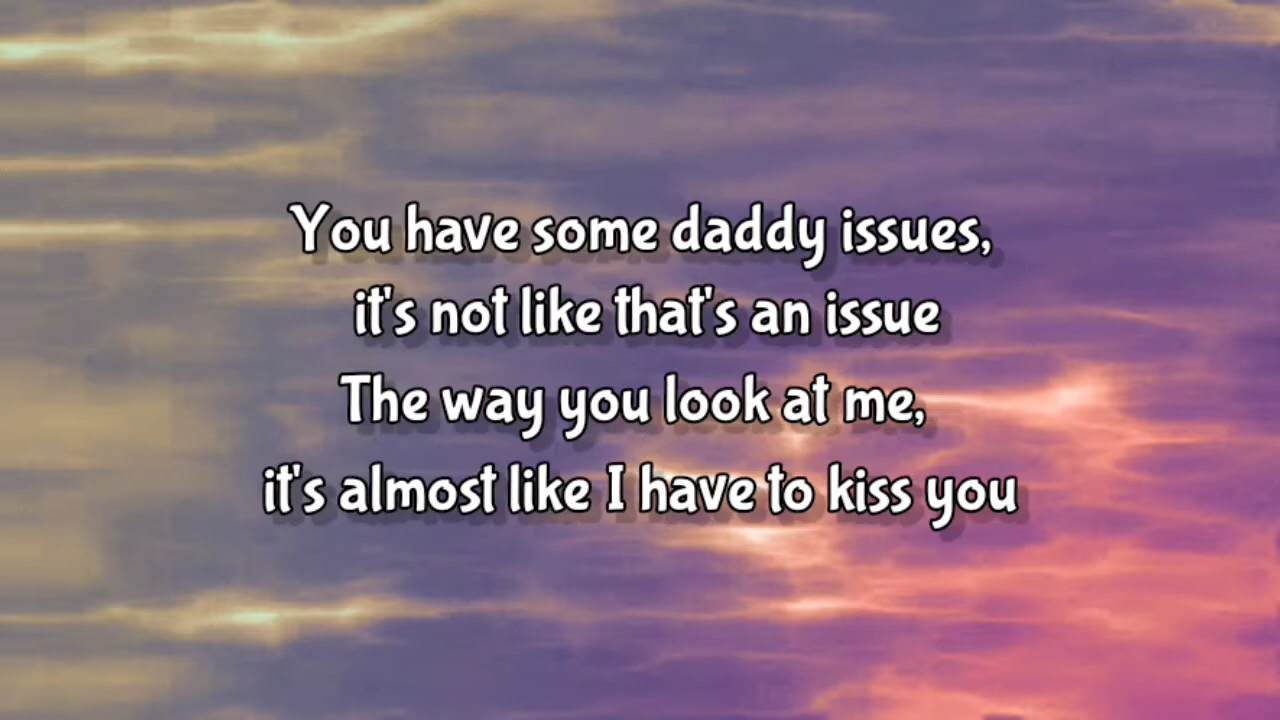 You have some daddy issues,
it's not like that's an issue
The way you look at me,
it's almost like I have to kiss you